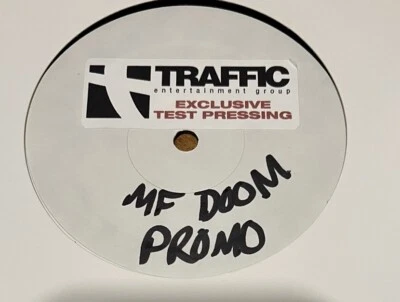 TRAFFIC
entertainment group
EXCLUSIVE
TEST PRESSING
MF DOOM
PROMO